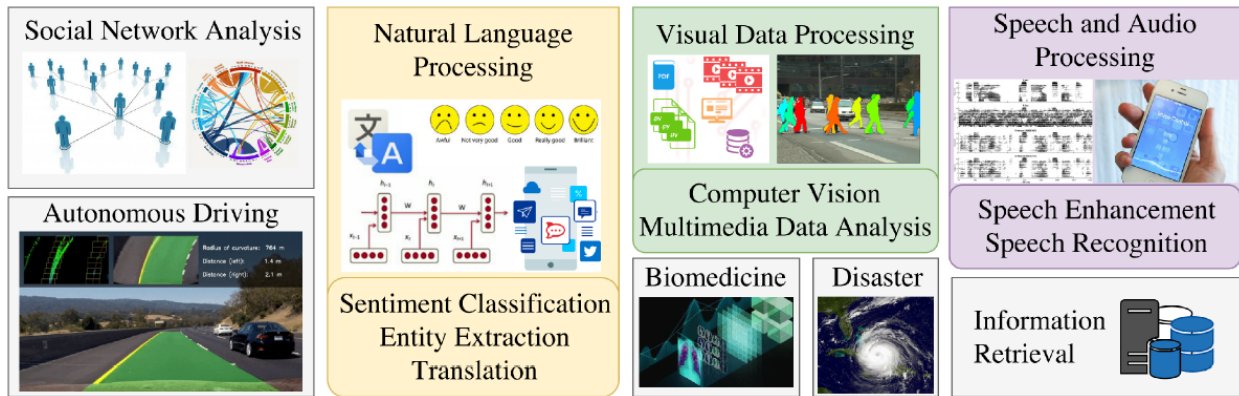 Social Network Analysis
Natural Language
Processing
文
A
Awful
Not very good
Good
Really good
Brilliant
h
W
h
W
h
x
x
x
%
Sentiment Classification
Entity Extraction
Translation
Autonomous Driving
Radius of curvature: 764 m
Distance (left): 1.4 m
Distance (right): 2.1 m
Visual Data Processing
PDF
Computer Vision
Multimedia Data Analysis
Biomedicine
Disaster
Speech and Audio
Processing
Speech Enhancement
Speech Recognition
Information
Retrieval